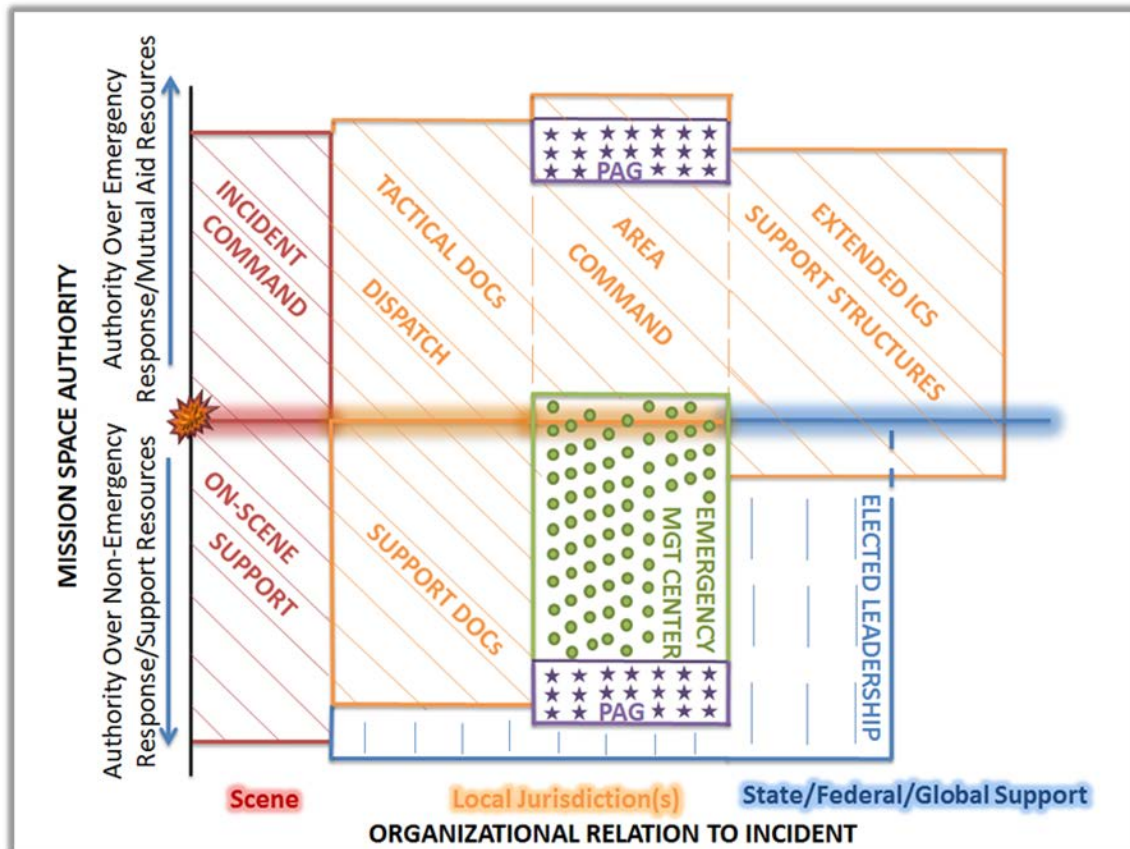 MISSION SPACE AUTHORITY
Authority Over Emergency
Response/Mutual Aid Resources
Authority Over Non-Emergency
Response/Support Resources
INCIDENT
COMMAND
ON-SCENE
SUPPORT
TACTICAL DOCs
DISPATCH
SUPPORT DOCs
PAG
AREA
COMMAND
EMERGENCY
MGT CENTER
PAG
EXTENDED ICS
SUPPORT STRUCTURES
ELECTED LEADERSHIP
Scene
Local Jurisdiction(s)
State/Federal/Global Support
ORGANIZATIONAL RELATION TO INCIDENT